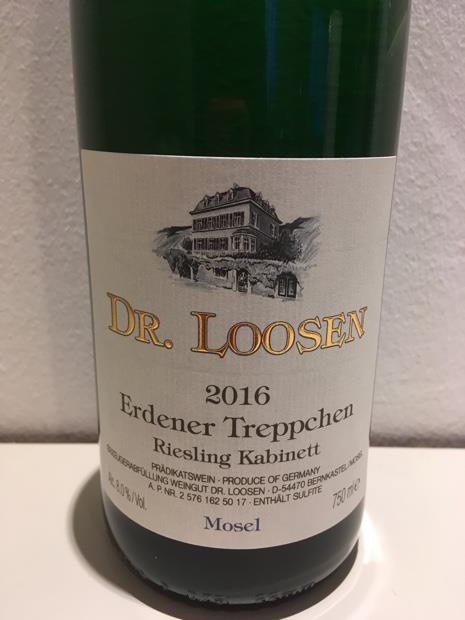 DR. LOOSEN
2016
Erdener Treppchen
Riesling Kabinett
PRÄDIKATSWEIN · PRODUCE OF GERMANY
ERZEUGERABFÜLLUNG WEINGUT DR. LOOSEN · D-54470 BERNKASTEL/MOSEL
A. P. NR. 2 576 162 50 17 · ENTHÄLT SULFITE
Alc. 8.0 % / Vol.
750 ml e
Mosel